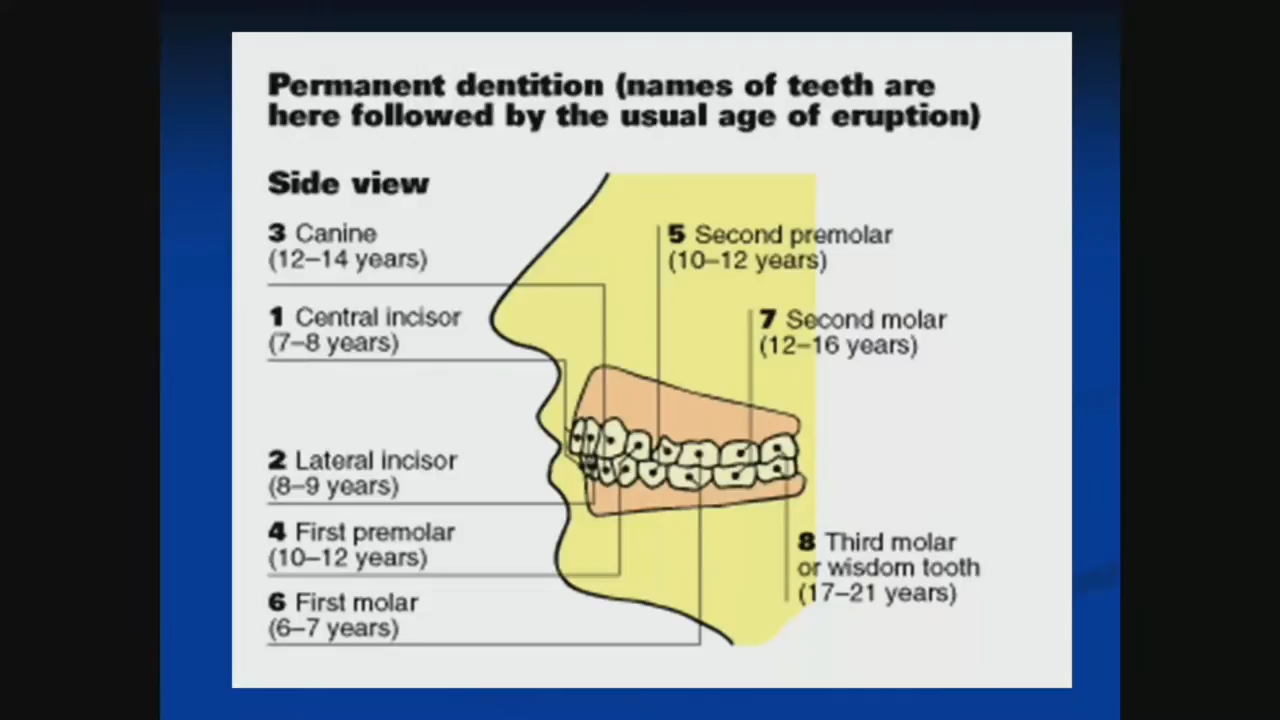 Permanent dentition (names of teeth are
here followed by the usual age of eruption)
Side view
3 Canine
(12–14 years)
1 Central incisor
(7–8 years)
2 Lateral incisor
(8–9 years)
4 First premolar
(10–12 years)
6 First molar
(6–7 years)
5 Second premolar
(10–12 years)
7 Second molar
(12–16 years)
8 Third molar
or wisdom tooth
(17–21 years)